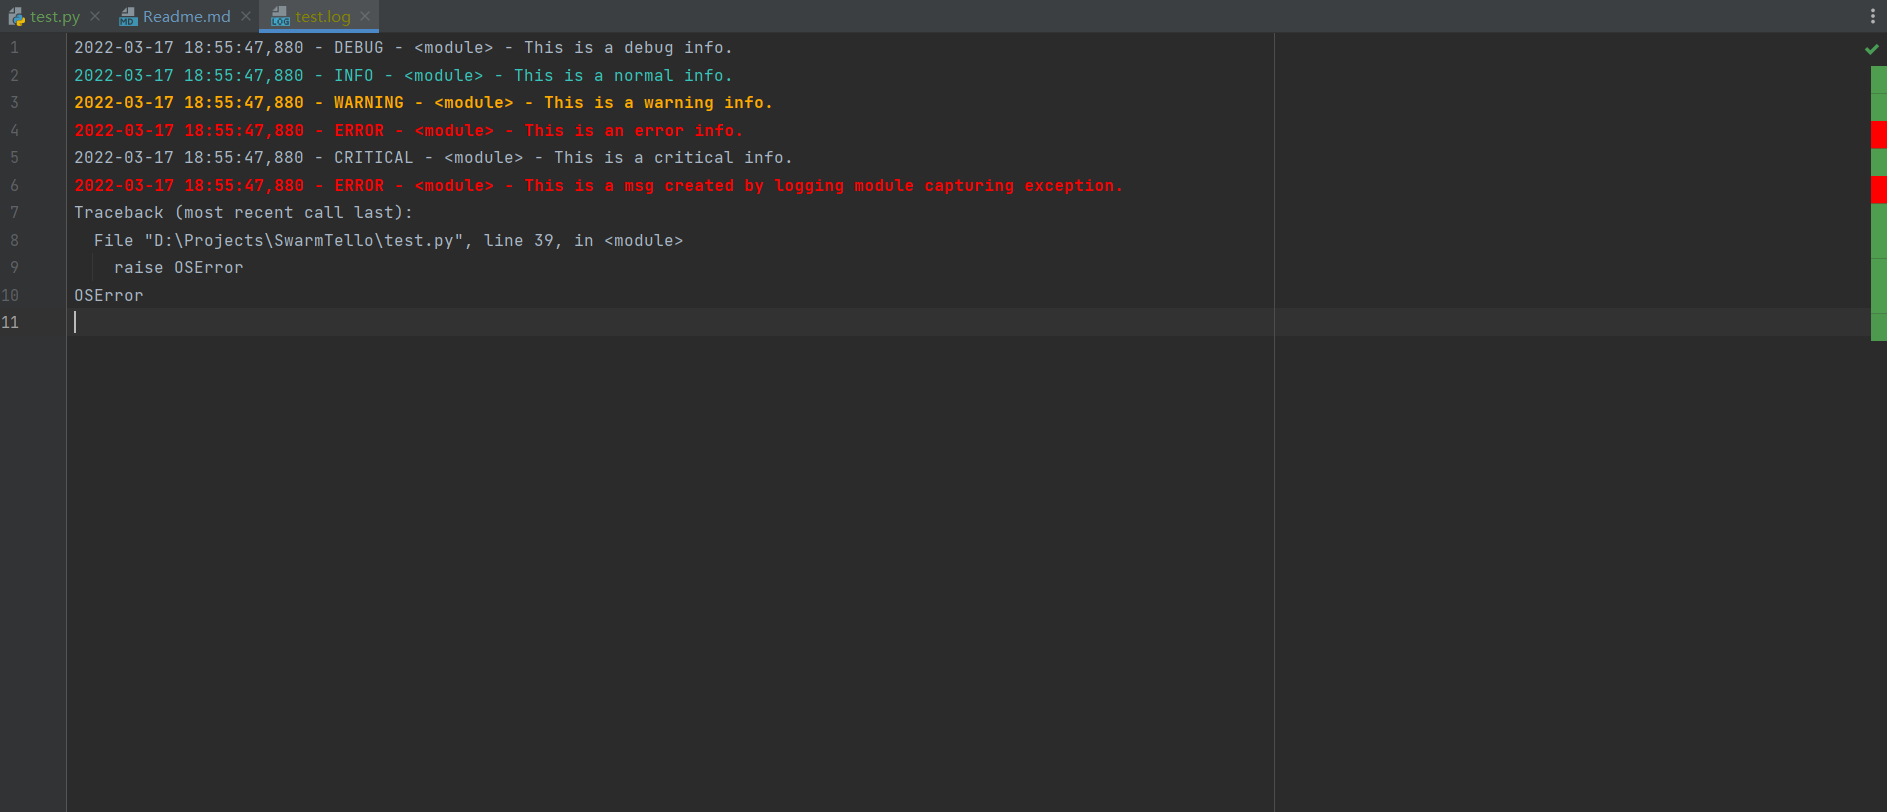 test.py Readme.md test.log
1 2022-03-17 18:55:47,880 - DEBUG - <module> - This is a debug info.
2 2022-03-17 18:55:47,880 - INFO - <module> - This is a normal info.
3 2022-03-17 18:55:47,880 - WARNING - <module> - This is a warning info.
4 2022-03-17 18:55:47,880 - ERROR - <module> - This is an error info.
5 2022-03-17 18:55:47,880 - CRITICAL - <module> - This is a critical info.
6 2022-03-17 18:55:47,880 - ERROR - <module> - This is a msg created by logging module capturing exception.
7 Traceback (most recent call last):
8   File "D:\Projects\SwarmTello\test.py", line 39, in <module>
9     raise OSError
10 OSError
11